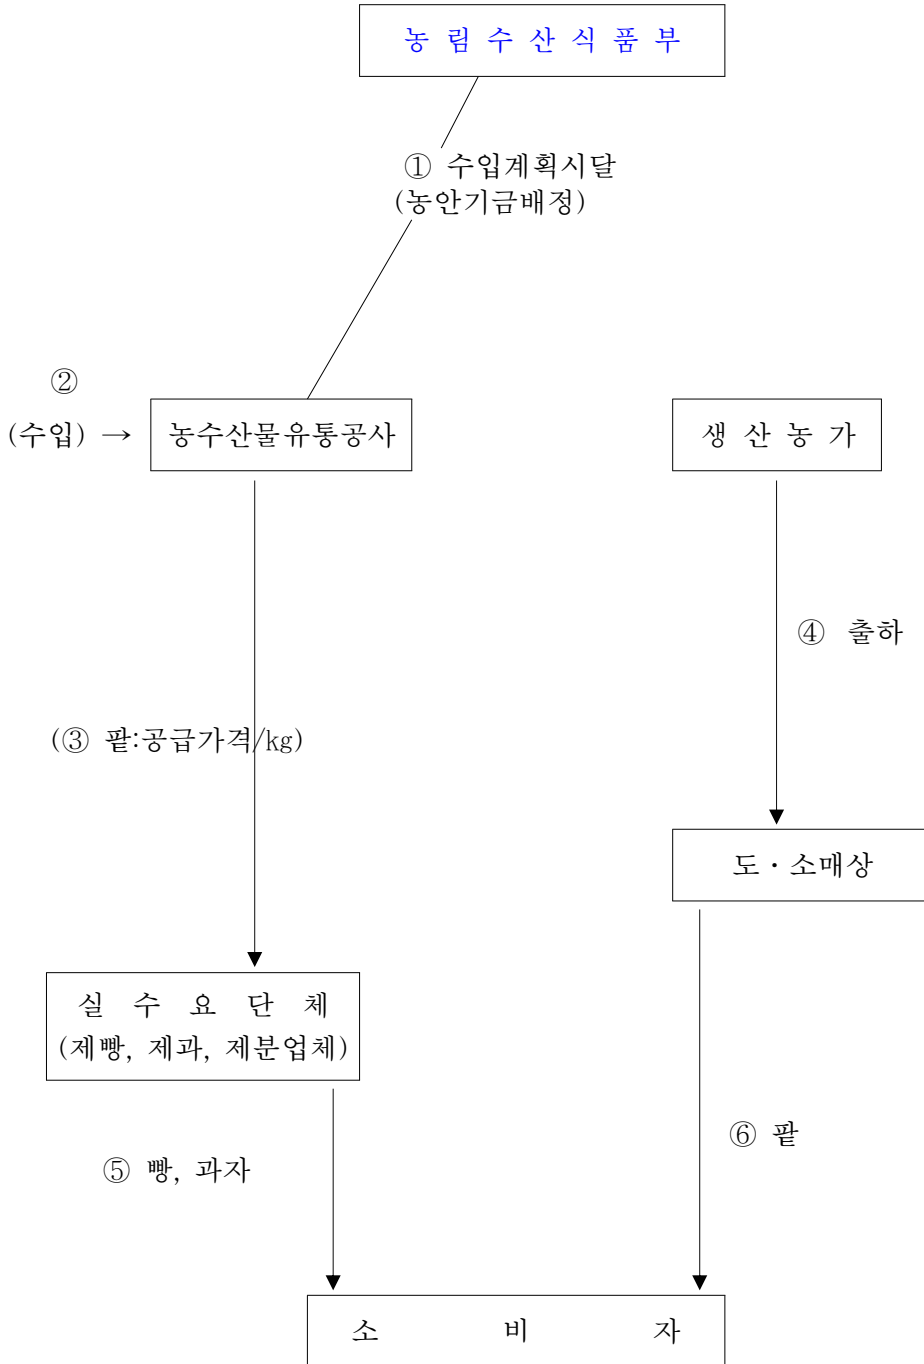 농 림 수 산 식 품 부
① 수입계획시달
(농안기금배정)
②
(수입) → 농수산물유통공사
생 산 농 가
④ 출하
(③ 팥:공급가격/kg)
도·소매상
실 수 요 단 체
(제빵, 제과, 제분업체)
⑥ 팥
⑤ 빵, 과자
소 비 자